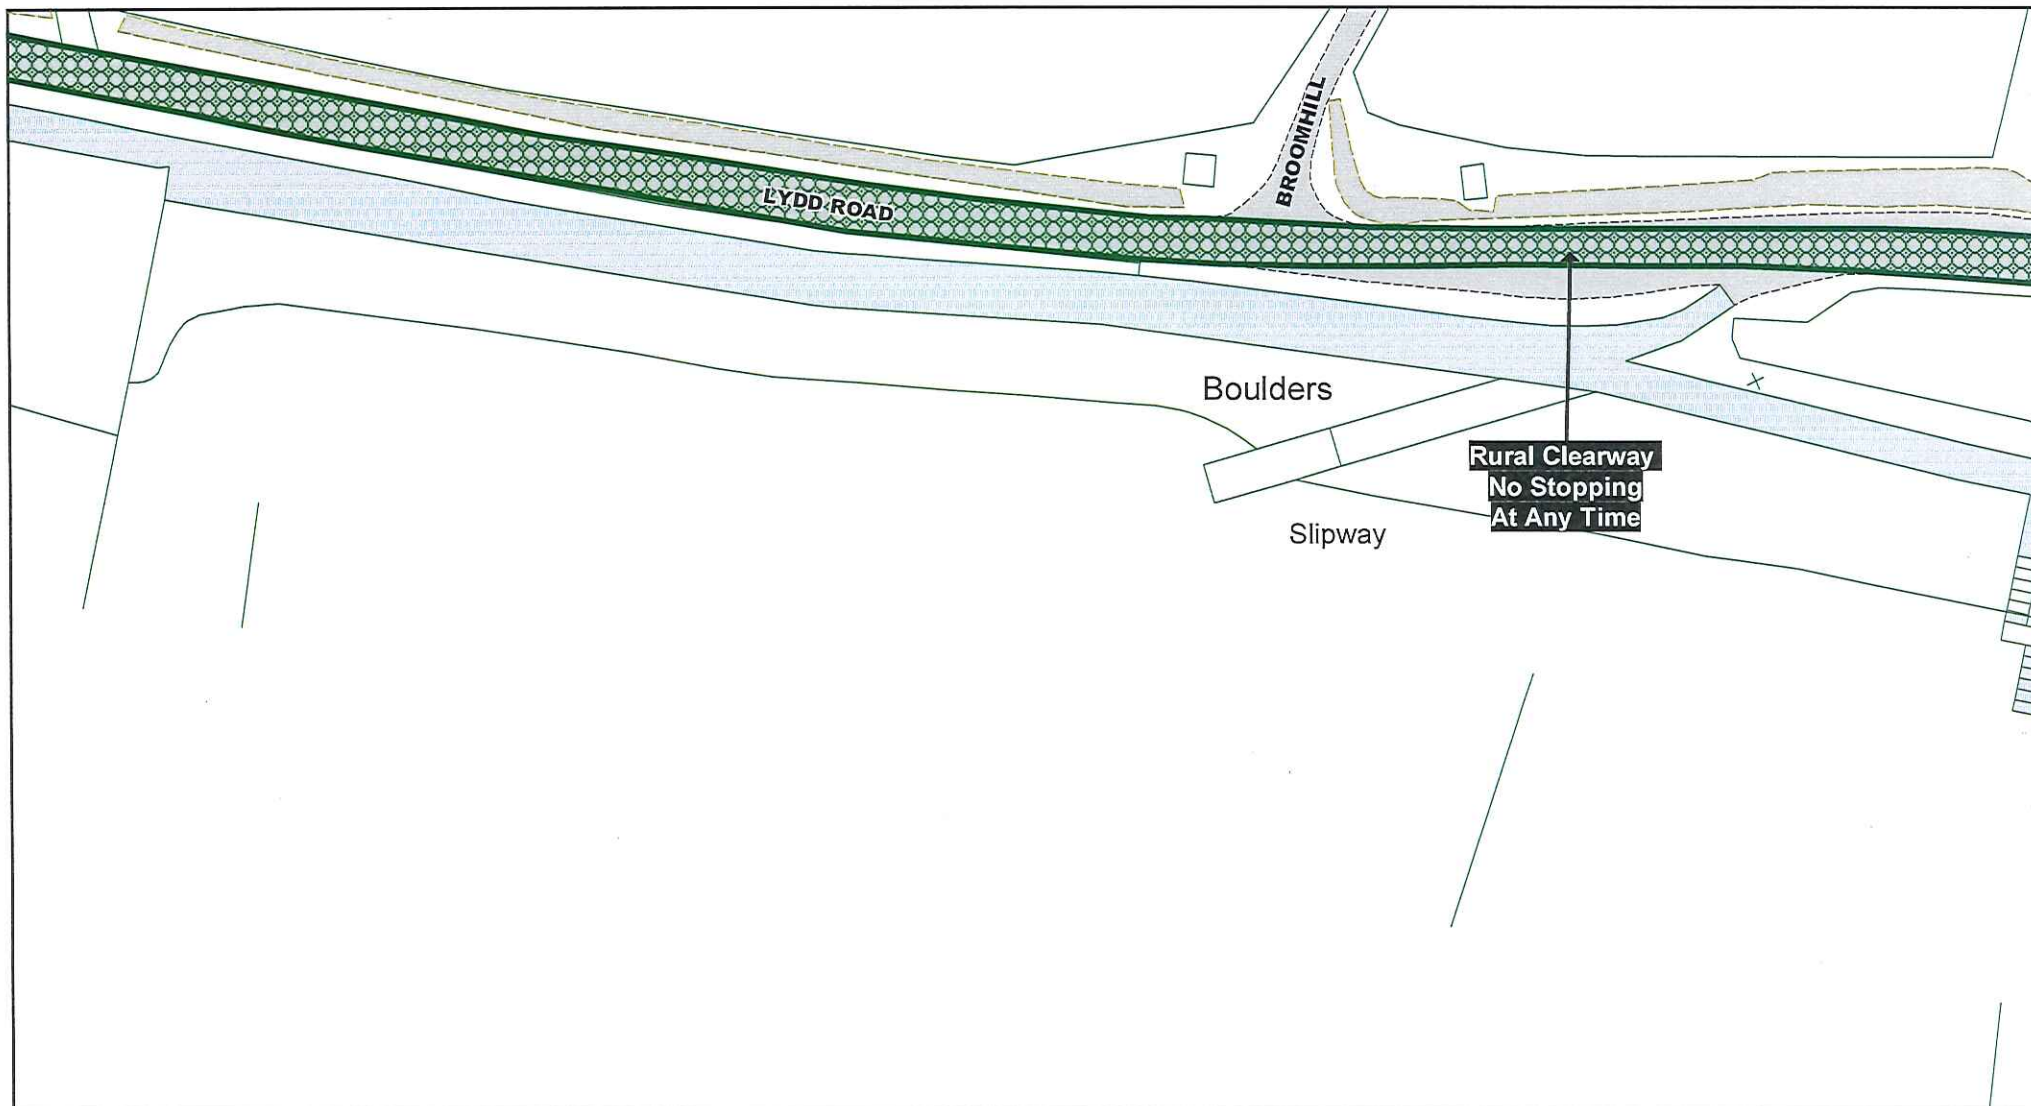 BROOMHILL
LYDD ROAD
Boulders
Rural Clearway
No Stopping
At Any Time
Slipway